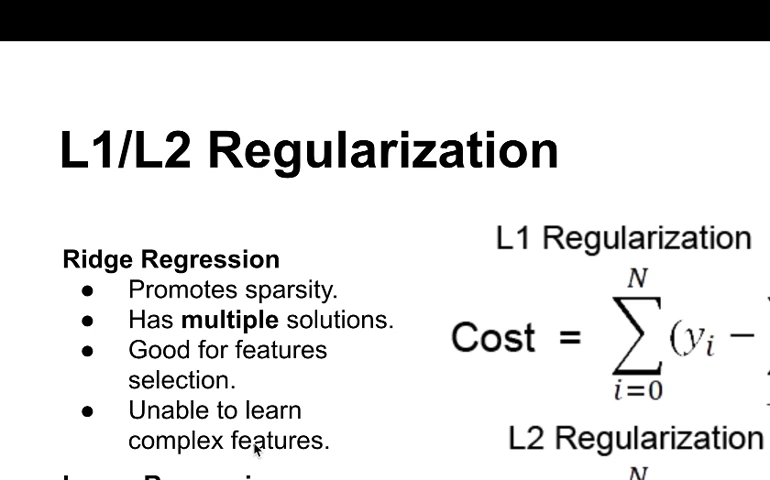 L1/L2 Regularization
Ridge Regression
● Promotes sparsity.
● Has multiple solutions.
● Good for features
selection.
● Unable to learn
complex features.
L1 Regularization
N
Cost = ∑ (yi −
i=0
L2 Regularization
N